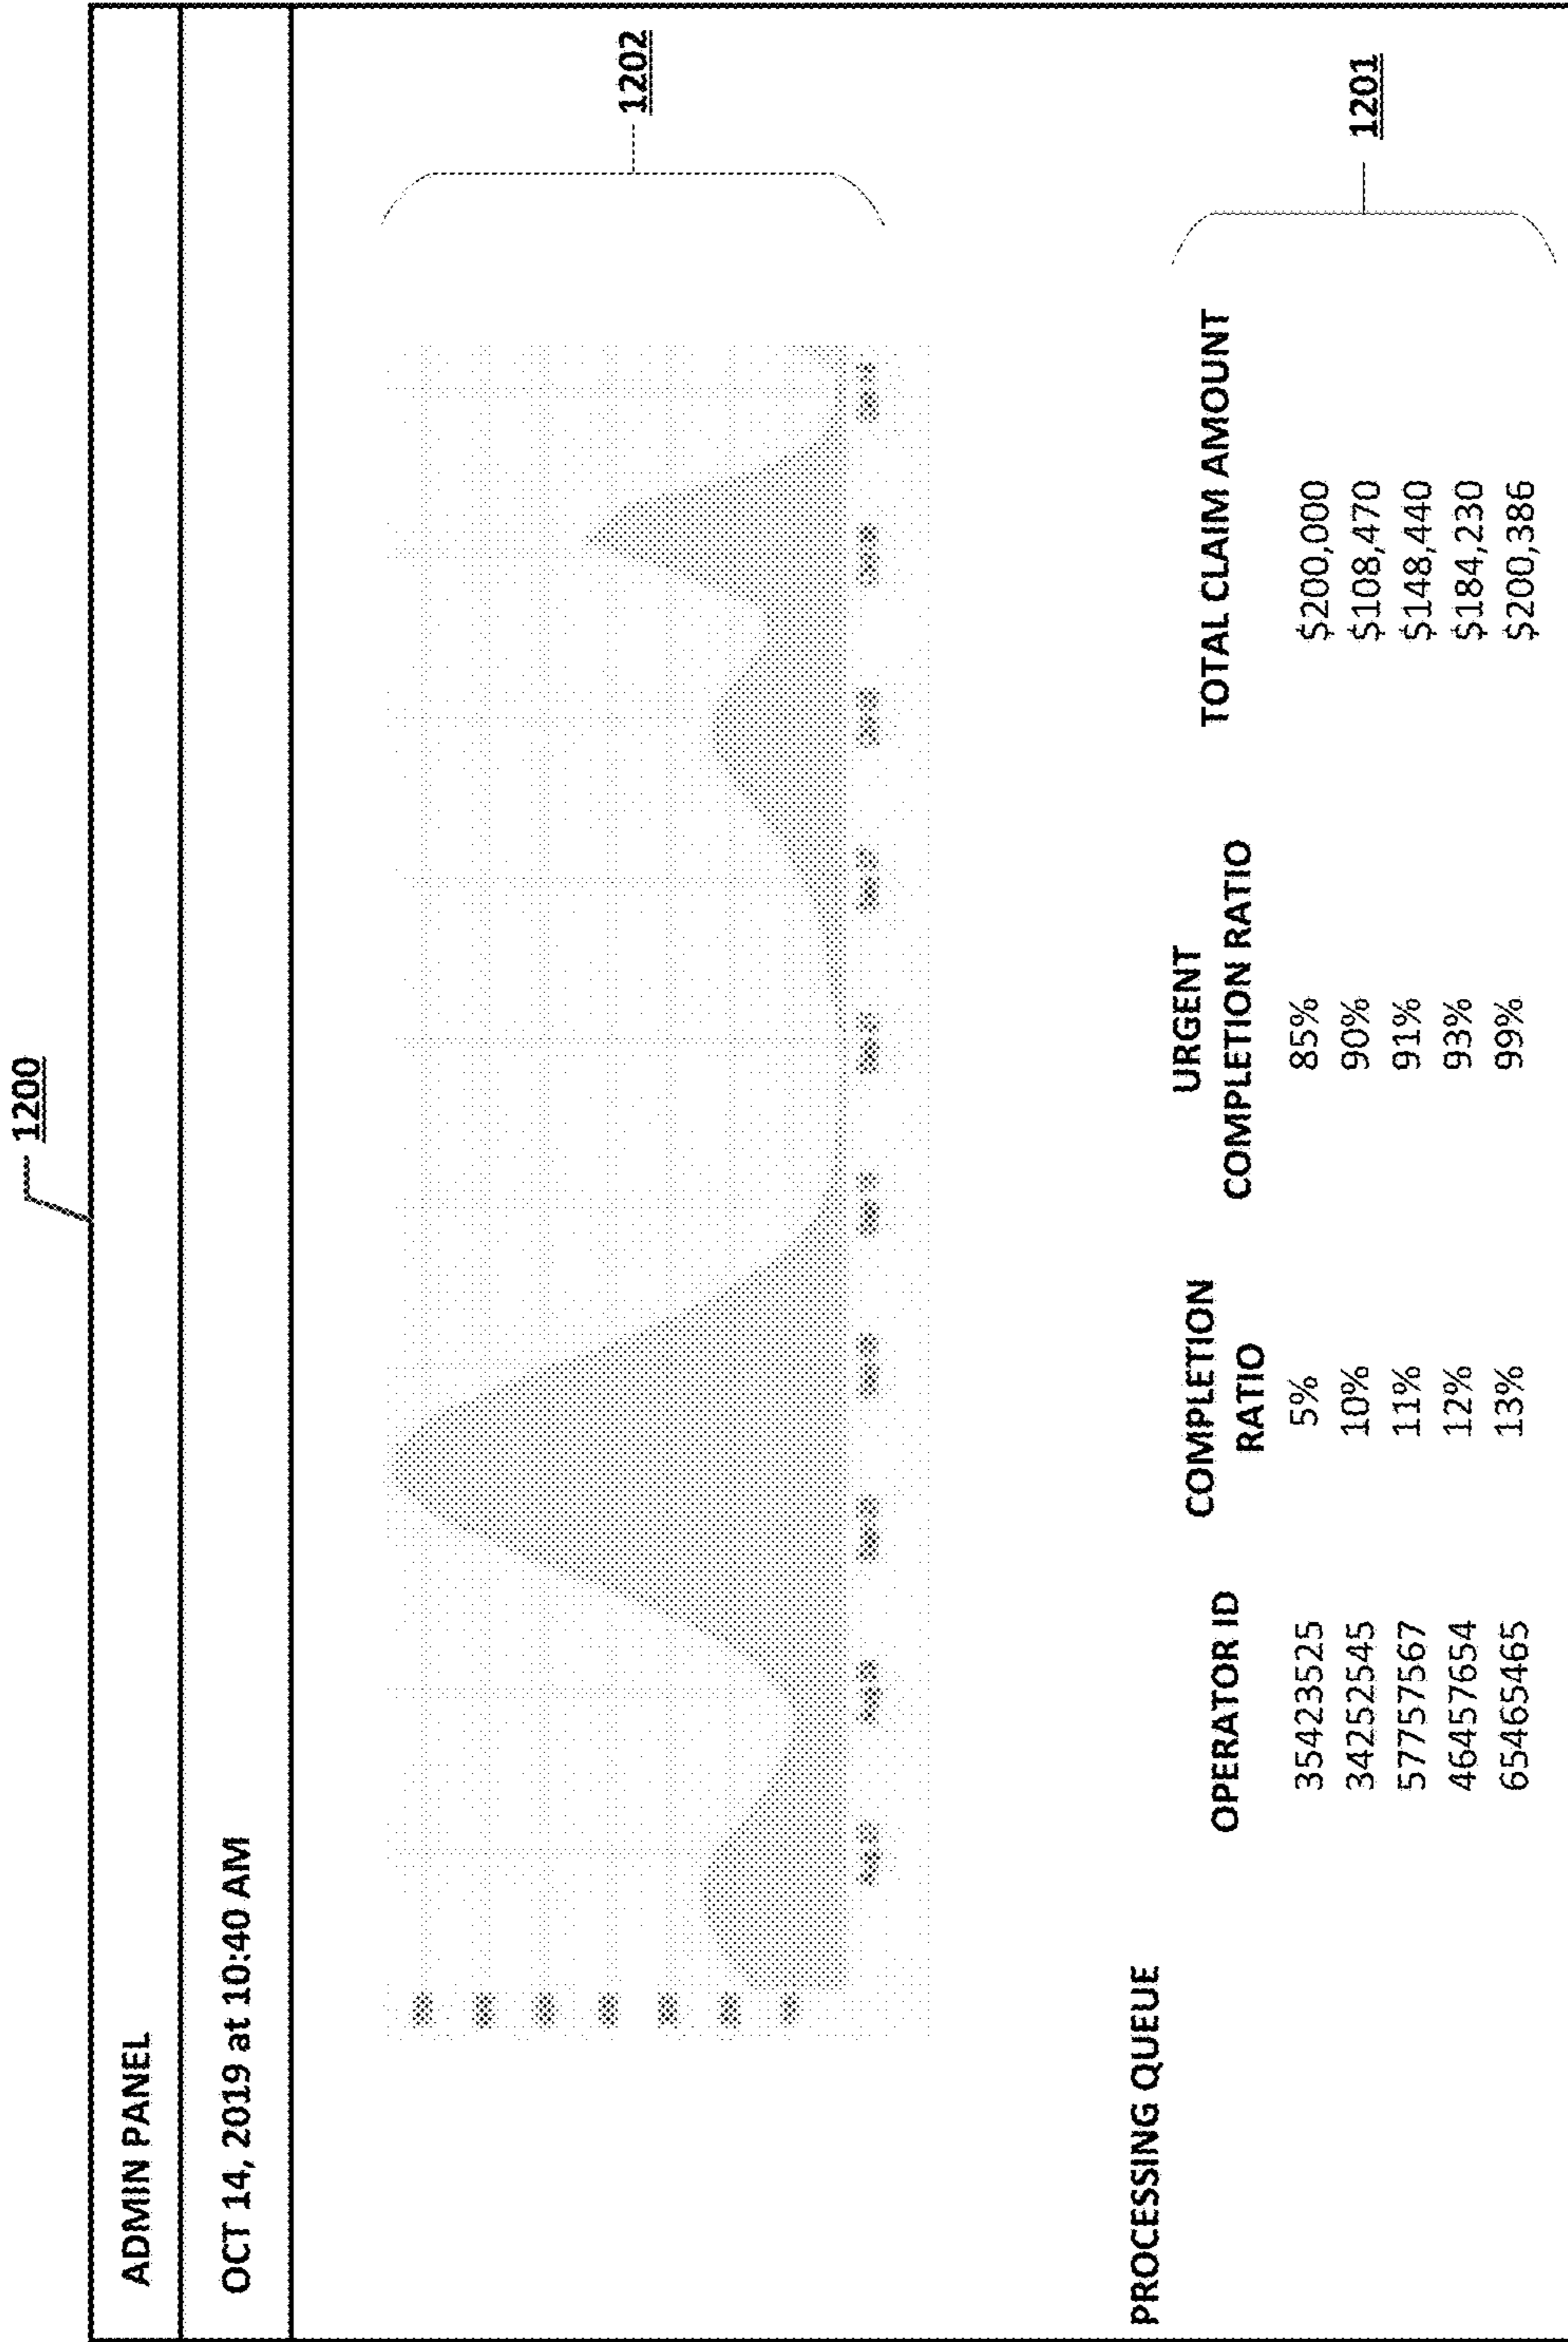 1200
ADMIN PANEL
OCT 14, 2019 at 10:40 AM
1202
PROCESSING QUEUE
OPERATOR ID COMPLETION RATIO URGENT COMPLETION RATIO TOTAL CLAIM AMOUNT
35423525 5% 85% $200,000
34252545 10% 90% $108,470
57757567 11% 91% $148,440
46457654 12% 93% $184,230
65465465 13% 99% $200,386
1201